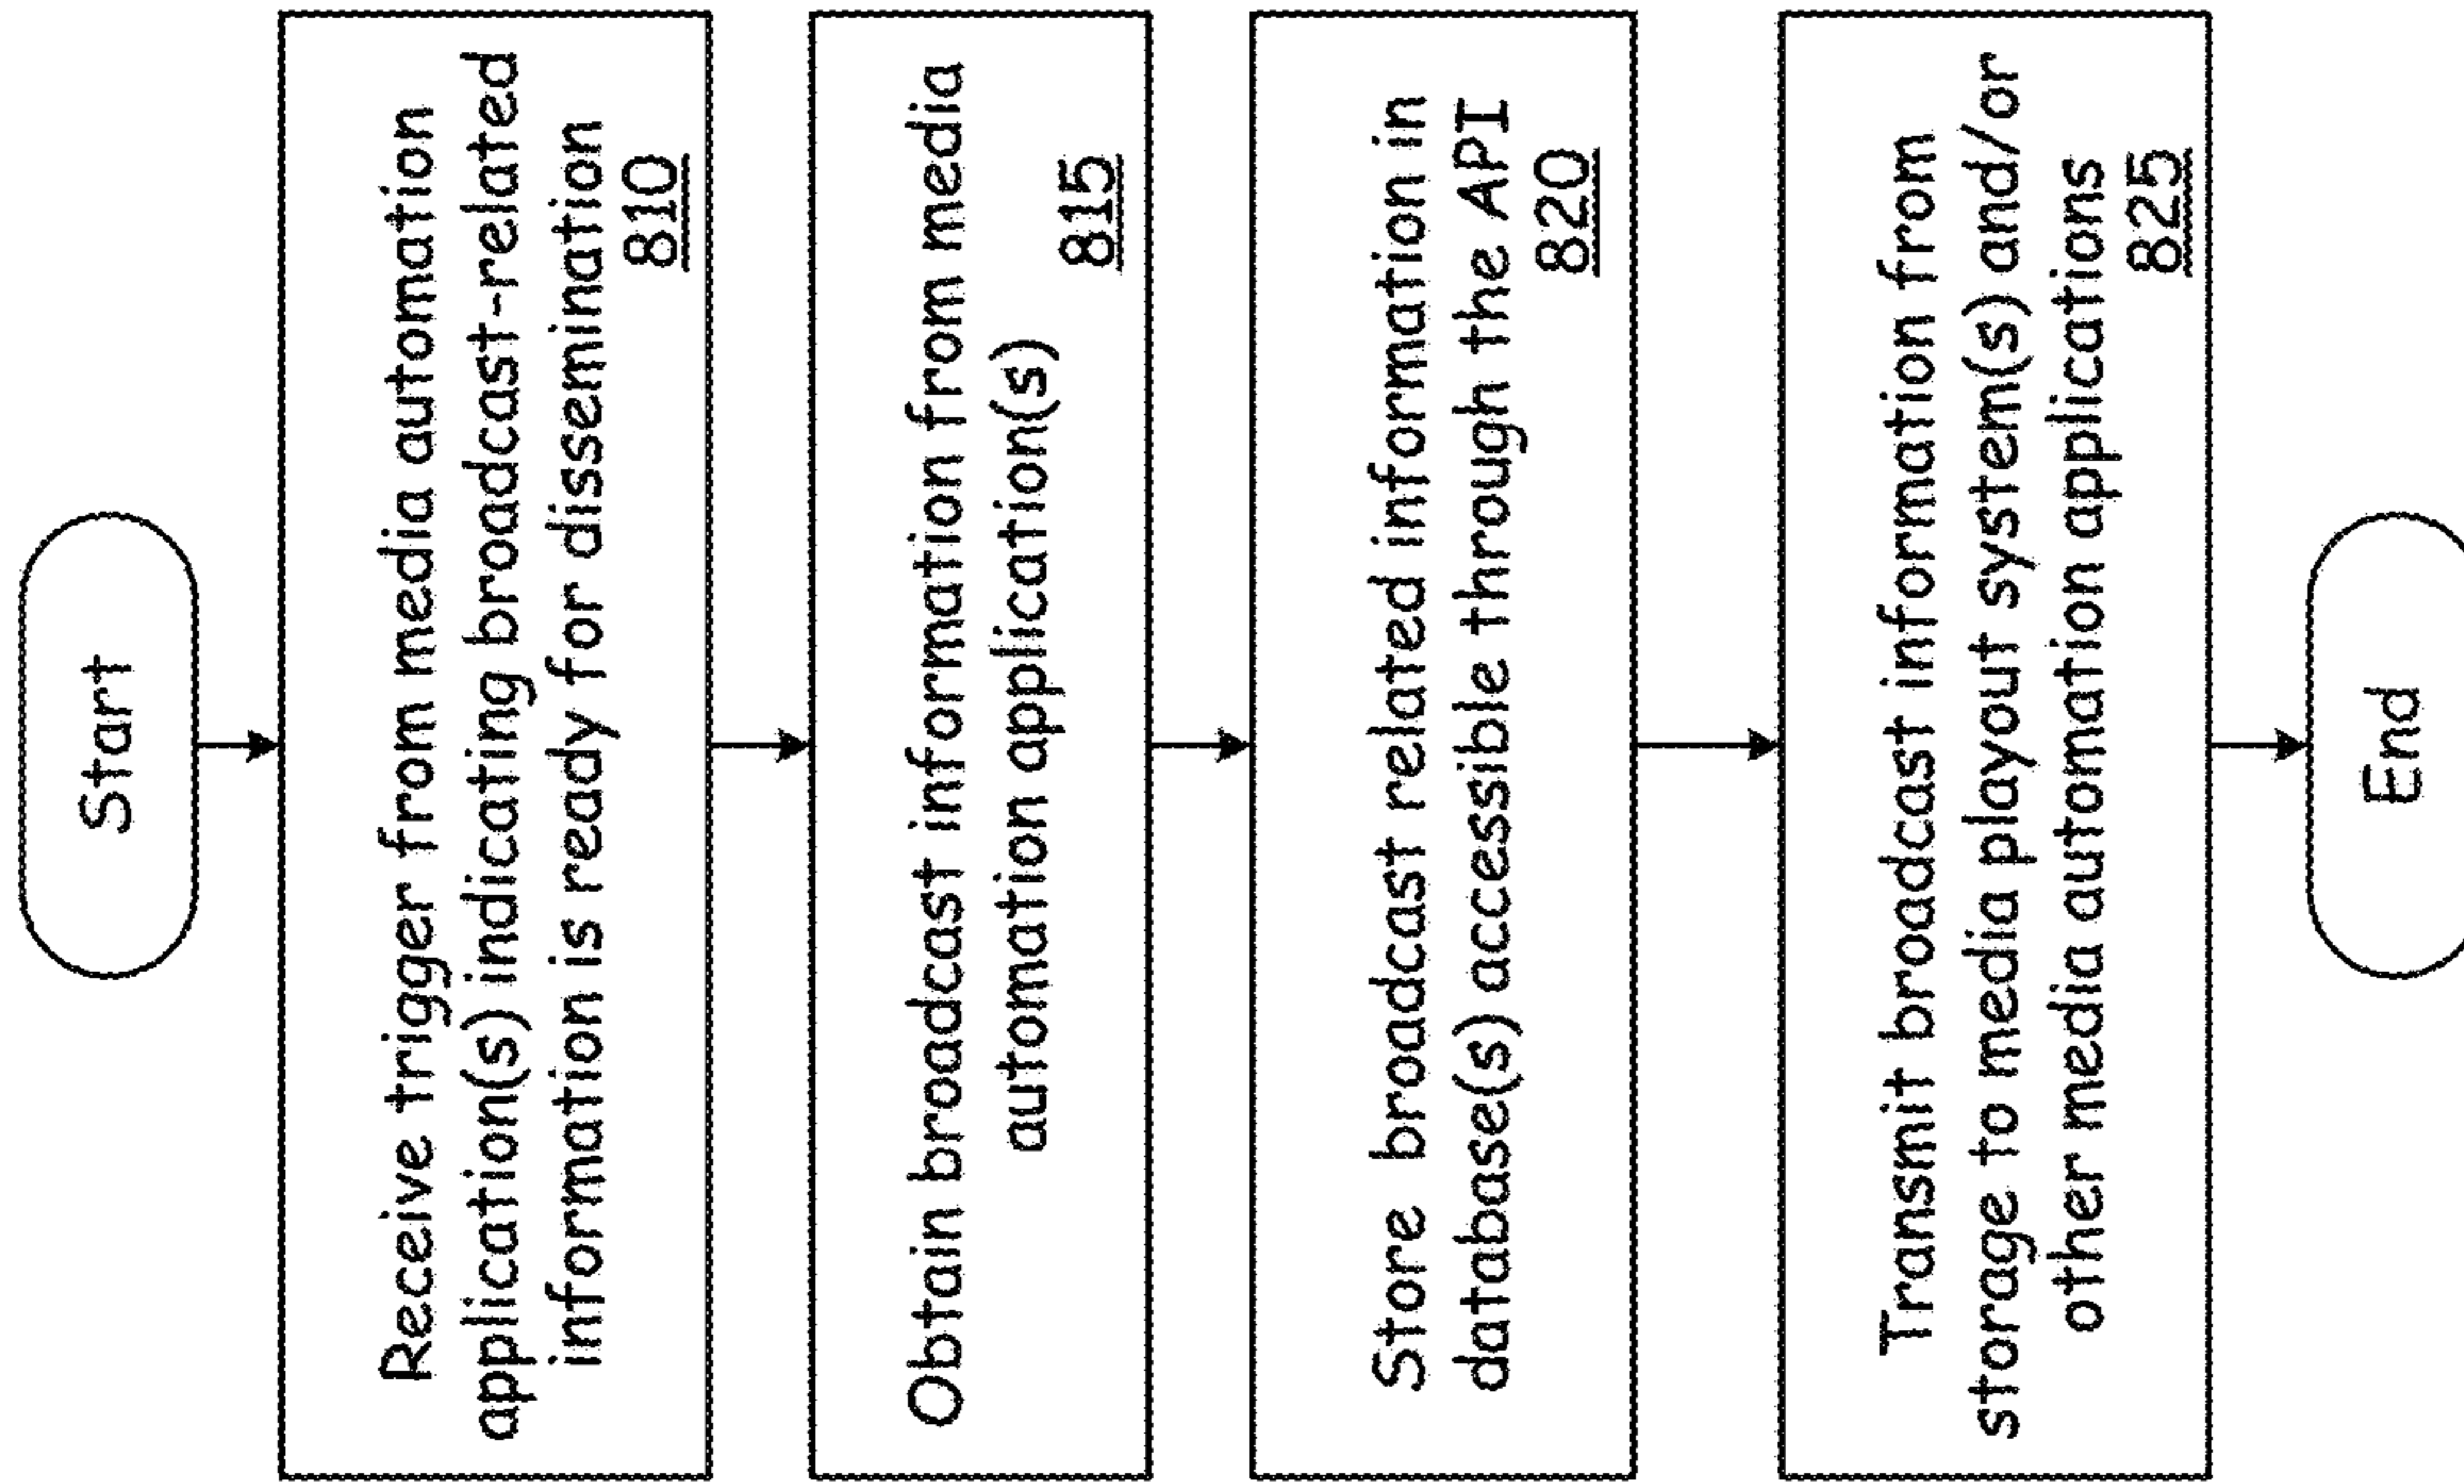 Start
Receive trigger from media automation
application(s) indicating broadcast-related
information is ready for dissemination
810
Obtain broadcast information from media
automation application(s)
815
Store broadcast related information in
database(s) accessible through the API
820
Transmit broadcast information from
storage to media playout system(s) and/or
other media automation applications
825
End